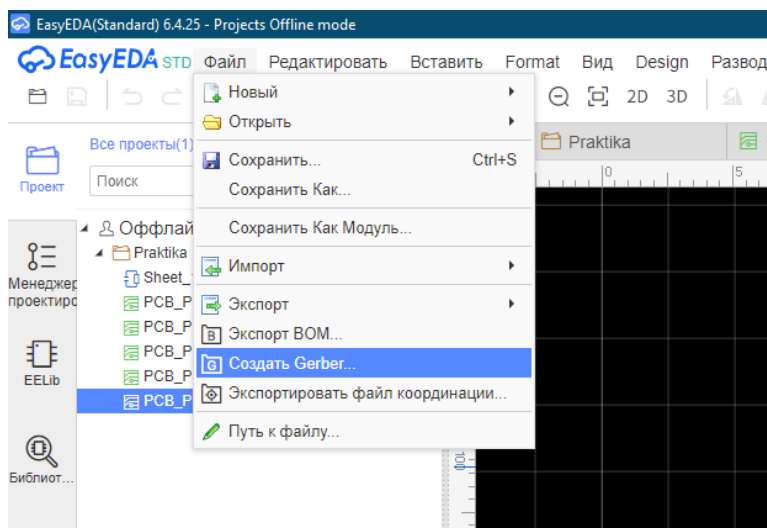 EasyEDA(Standard) 6.4.25 - Projects Offline mode
EasyEDA STD Файл Редактировать Вставить Format Вид Design Развод
2D 3D
Новый
Открыть
Сохранить... Ctrl+S
Сохранить Как...
Сохранить Как Модуль...
Импорт
Экспорт
Экспорт BOM...
Создать Gerber...
Экспортировать файл координации...
Путь к файлу...
Проект
Менеджер
проектиро
EELib
Библиот...
Все проекты(1)
Поиск
Оффлай
Praktika
Sheet_
PCB_P
PCB_P
PCB_P
PCB_P
PCB_P
Praktika
0 5
100